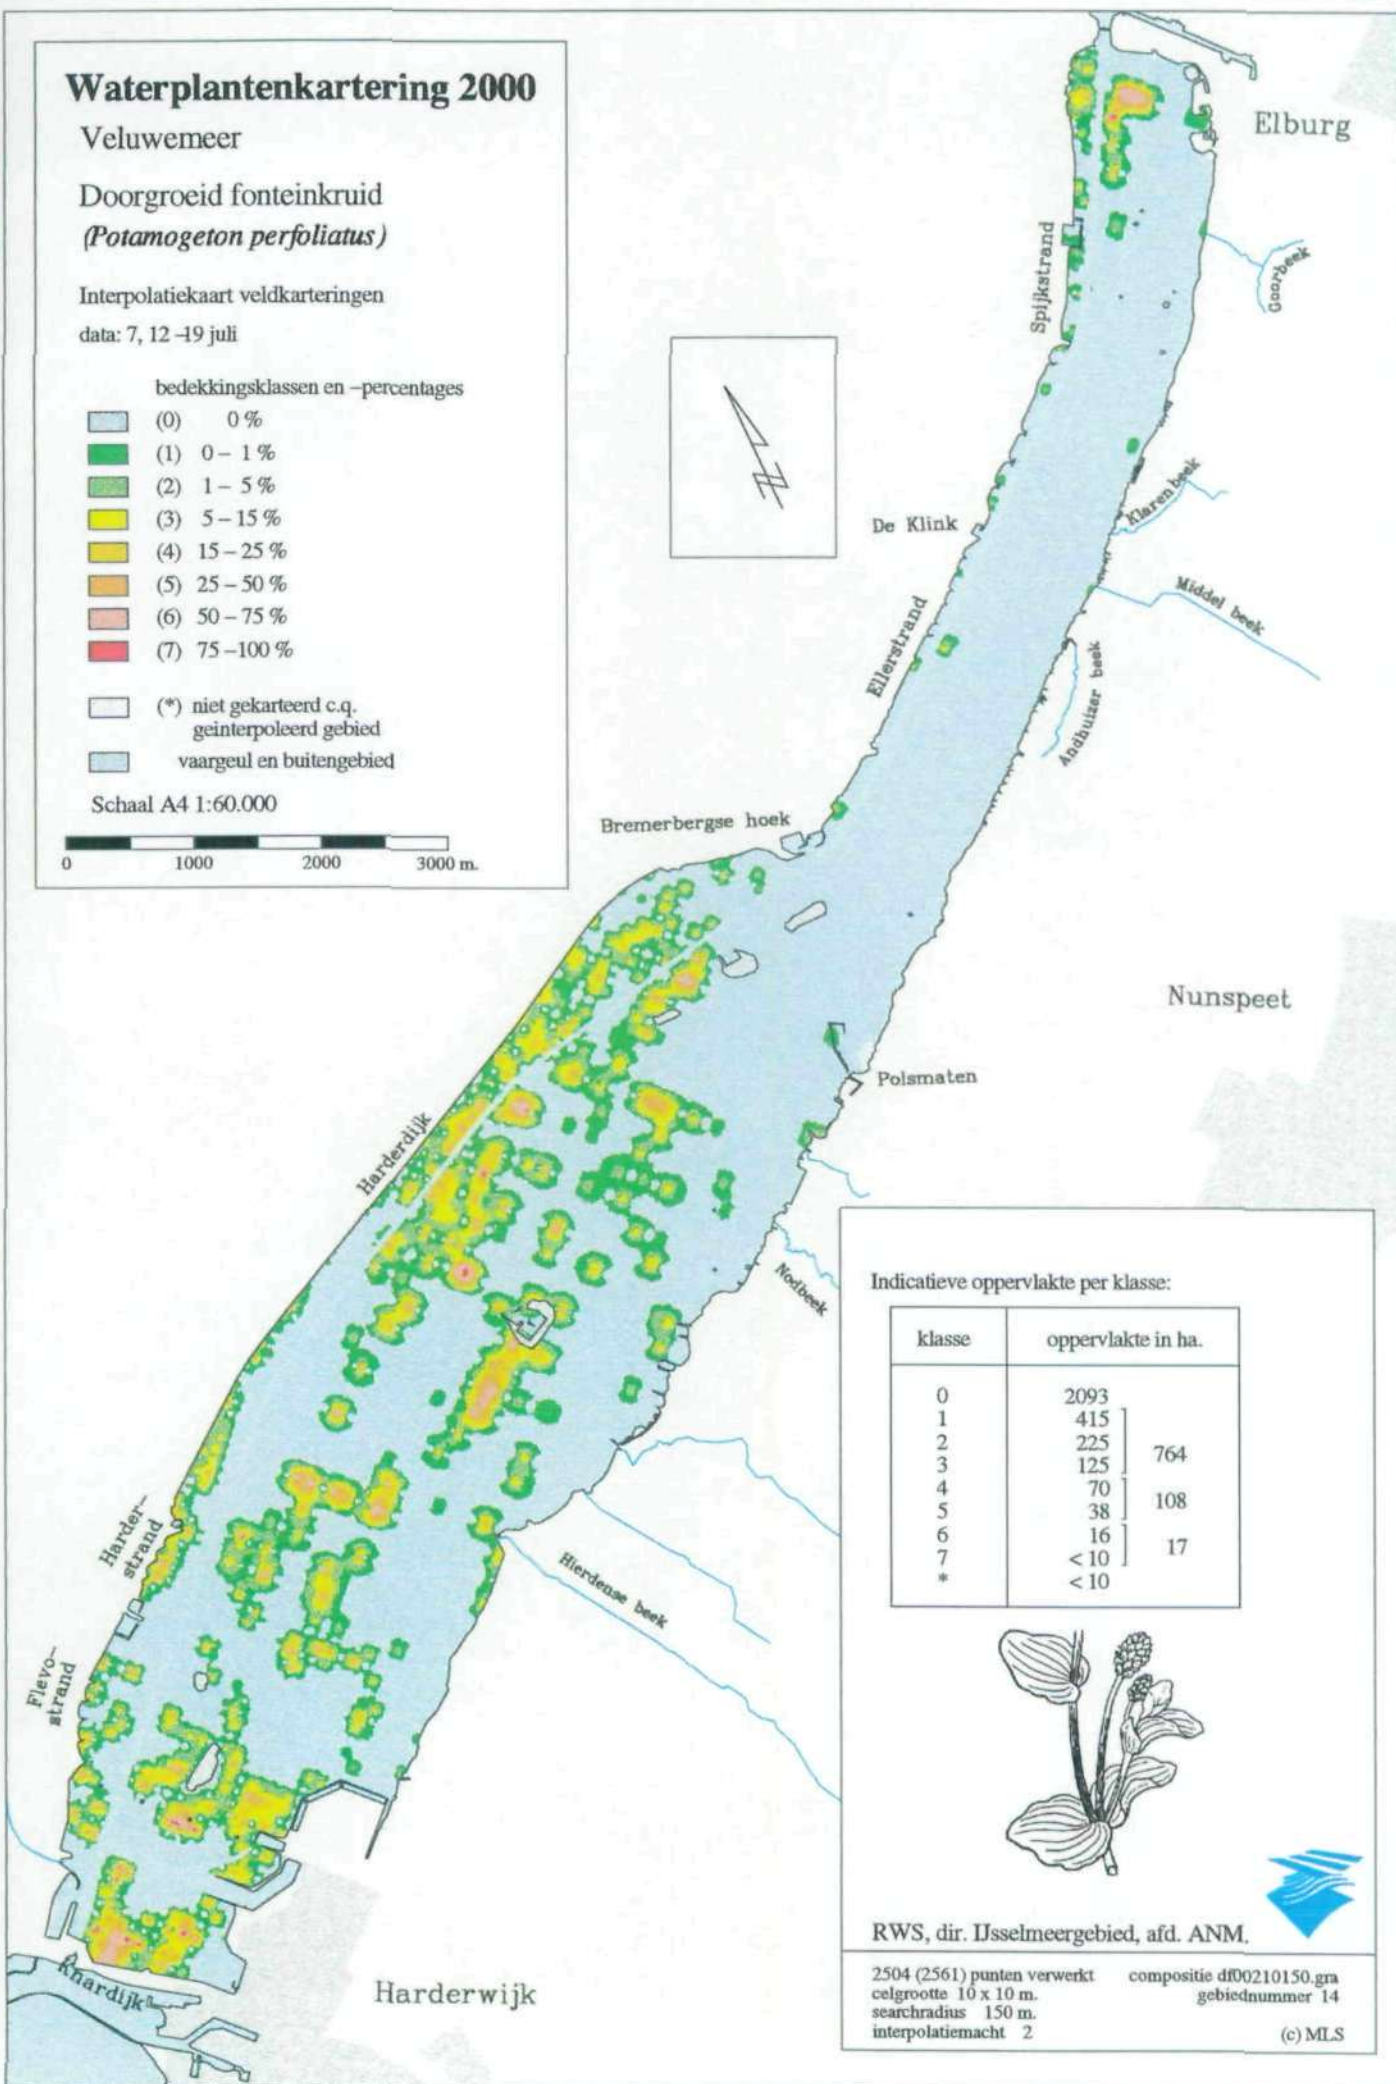 Waterplantenkartering 2000
Veluwemeer
Doorgroeid fonteinkruid
(Potamogeton perfoliatus)
Interpolatiekaart veldkarteringen
data: 7, 12 –19 juli
bedekkingsklassen en –percentages
(0) 0 %
(1) 0 – 1 %
(2) 1 – 5 %
(3) 5 – 15 %
(4) 15 – 25 %
(5) 25 – 50 %
(6) 50 – 75 %
(7) 75 –100 %
(*) niet gekarteerd c.q.
geinterpoleerd gebied
vaargeul en buitengebied
Schaal A4 1:60.000
0 1000 2000 3000 m.
Elburg
Goorbeek
Spijkstrand
Klaren beek
De Klink
Middel beek
Ellerstrand
Andhuizer beek
Bremerbergse hoek
Nunspeet
Polsmaten
Harderdijk
Nodbeek
Harder–
strand
Hierdense beek
Flevo–
strand
Knardijk
Harderwijk
Indicatieve oppervlakte per klasse:
klasse oppervlakte in ha.
0 2093
1 415
2 225 764
3 125
4 70 108
5 38
6 16 17
7 < 10
* < 10
RWS, dir. IJsselmeergebied, afd. ANM.
2504 (2561) punten verwerkt compositie df00210150.gra
celgrootte 10 x 10 m. gebiednummer 14
searchradius 150 m.
interpolatiemacht 2 (c) MLS